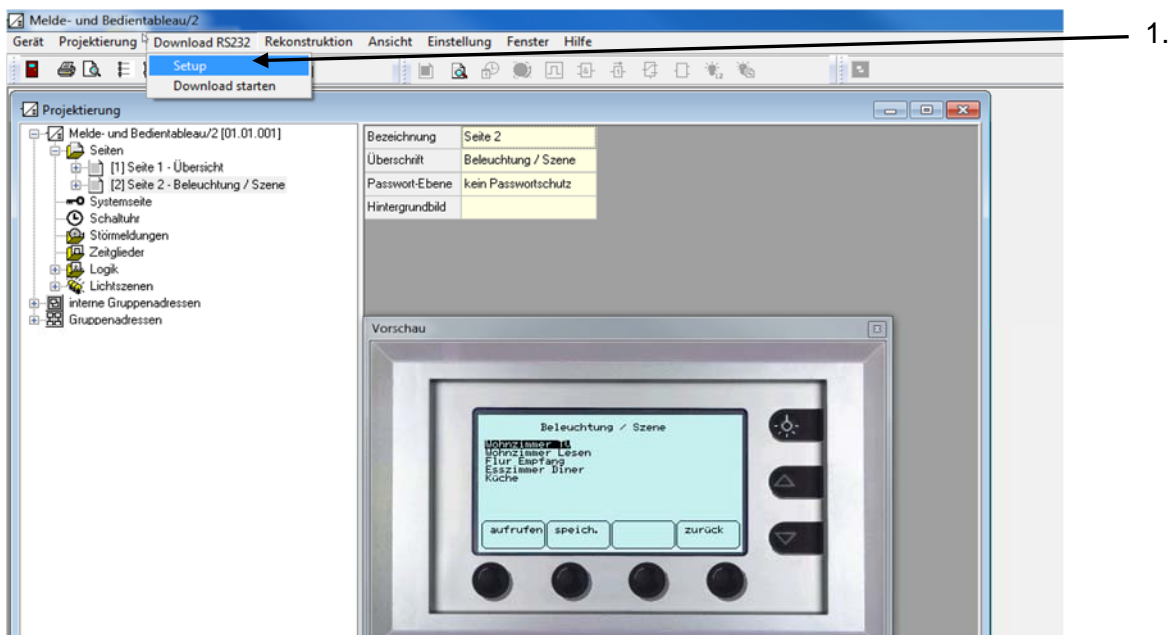 Melde- und Bedientableau/2
1.
Gerät Projektierung Download RS232 Rekonstruktion Ansicht Einstellung Fenster Hilfe
Setup
Download starten
Projektierung
Melde- und Bedientableau/2 [01.01.001]
Seiten
[1] Seite 1 - Übersicht
[2] Seite 2 - Beleuchtung / Szene
Systemseite
Schaltuhr
Störmeldungen
Zeitglieder
Logik
Lichtszenen
interne Gruppenadressen
Gruppenadressen
Bezeichnung Seite 2
Überschrift Beleuchtung / Szene
Passwort-Ebene kein Passwortschutz
Hintergrundbild
Vorschau
Beleuchtung / Szene
Wohnzimmer TV
Wohnzimmer Lesen
Flur Empfang
Esszimmer Diner
Küche
aufrufen speich. zurück